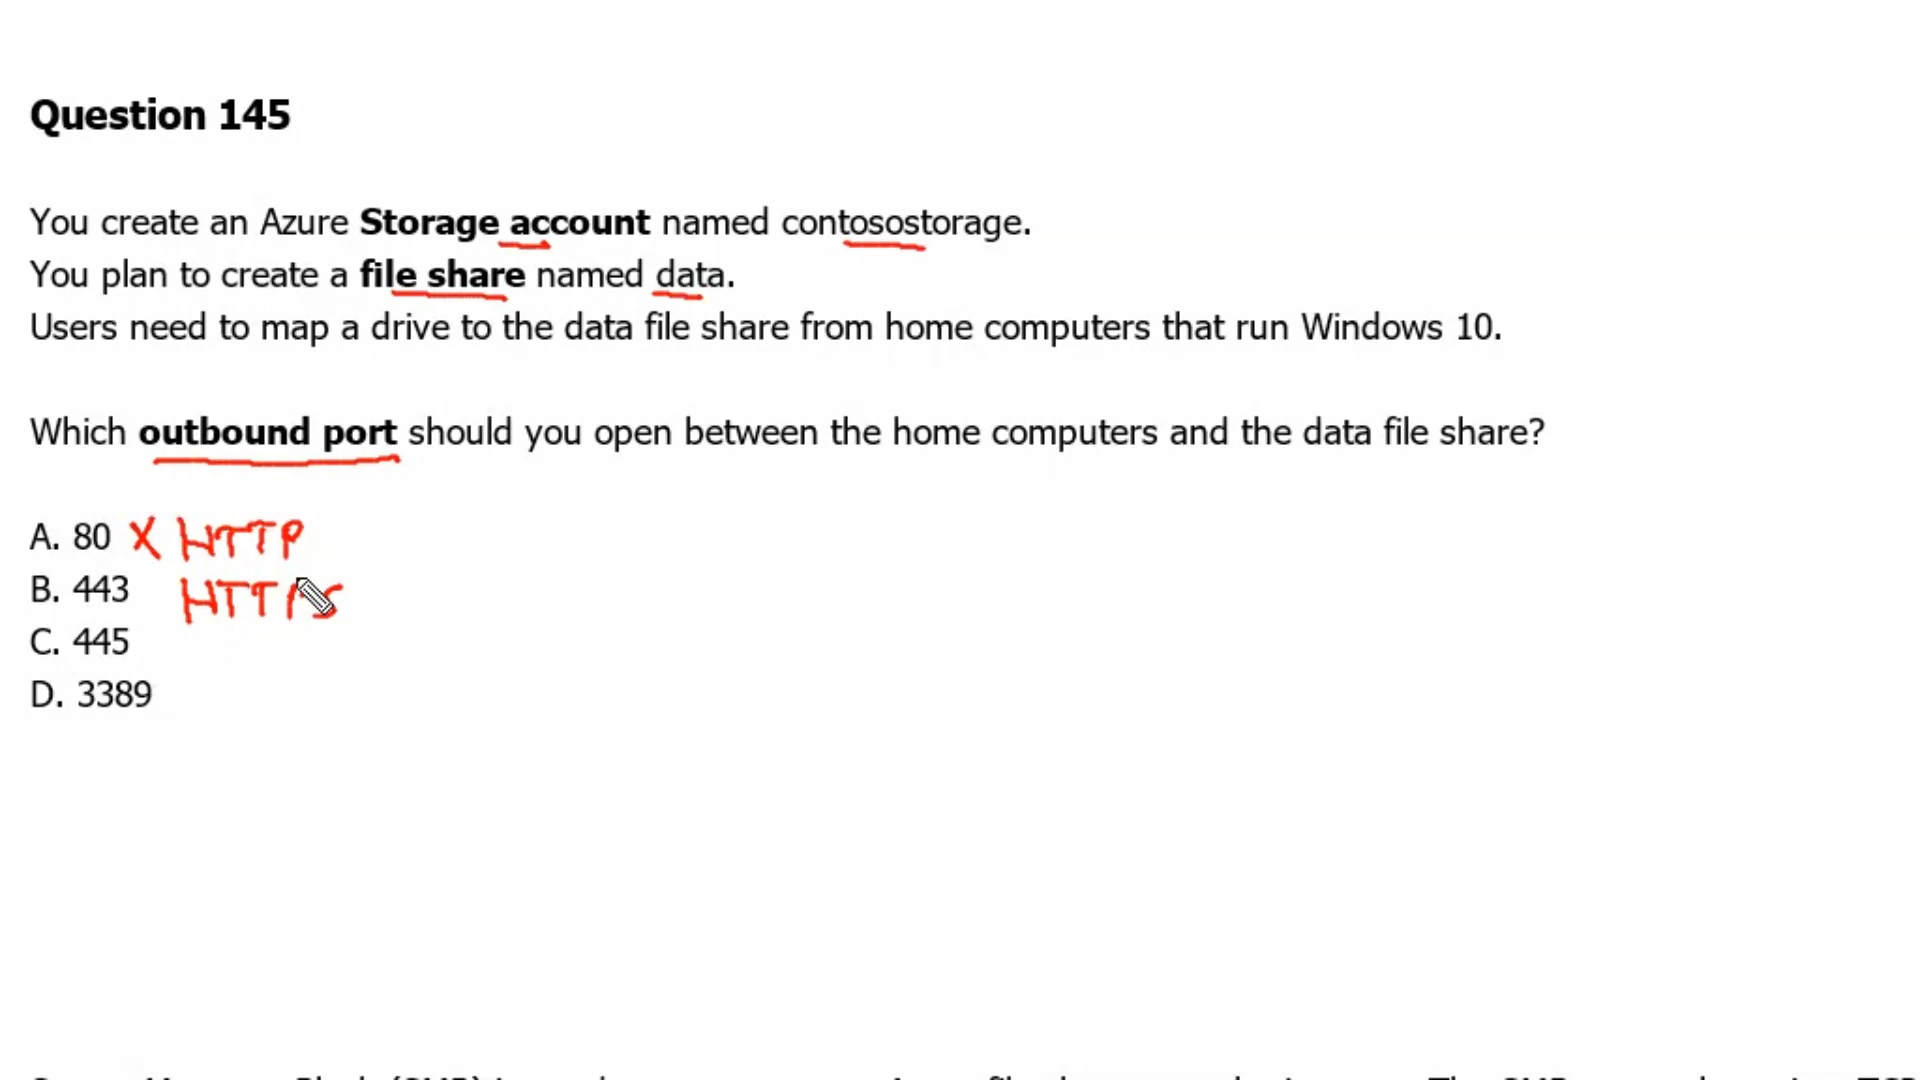 Question 145
You create an Azure Storage account named contosostorage.
You plan to create a file share named data.
Users need to map a drive to the data file share from home computers that run Windows 10.
Which outbound port should you open between the home computers and the data file share?
A. 80 X HTTP
B. 443 HTTPS
C. 445
D. 3389